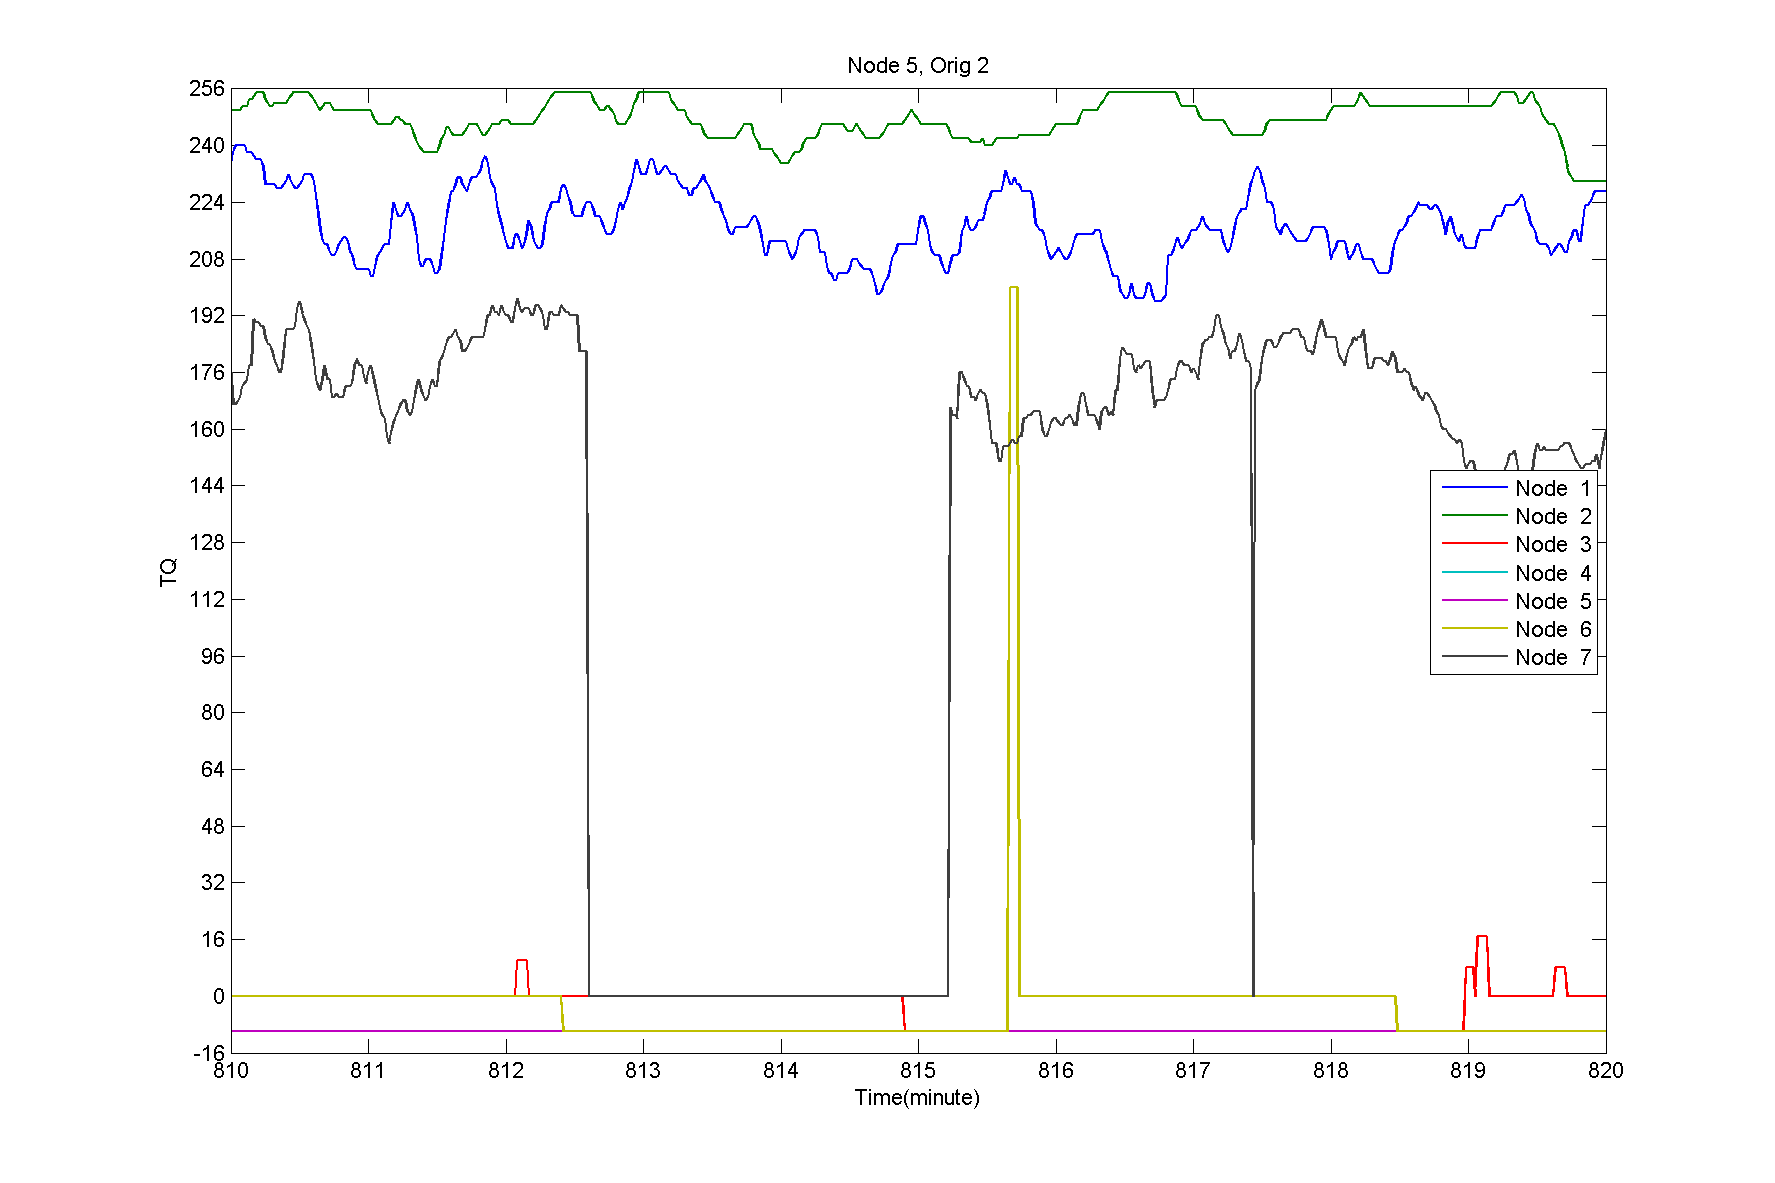 Node 5, Orig 2
256
240
224
208
192
176
160
144
128
112
96
80
64
48
32
16
0
-16
TQ
Node 1
Node 2
Node 3
Node 4
Node 5
Node 6
Node 7
810 811 812 813 814 815 816 817 818 819 820
Time(minute)